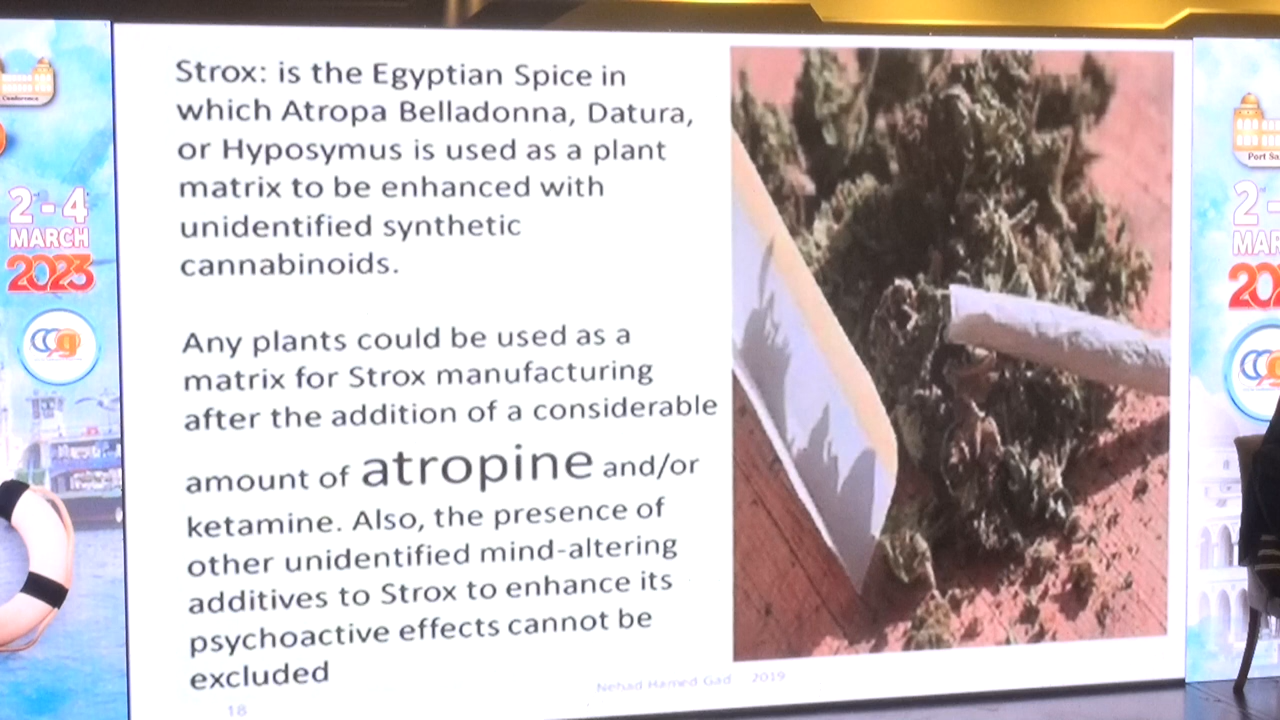 Strox: is the Egyptian Spice in
which Atropa Belladonna, Datura,
or Hyposymus is used as a plant
matrix to be enhanced with
unidentified synthetic
cannabinoids.
Any plants could be used as a
matrix for Strox manufacturing
after the addition of a considerable
amount of atropine and/or
ketamine. Also, the presence of
other unidentified mind-altering
additives to Strox to enhance its
psychoactive effects cannot be
excluded
Nehad Hamed Gad 2019
18
Conference
2-4
MARCH
2023
Port Sa
2-
MAR
202